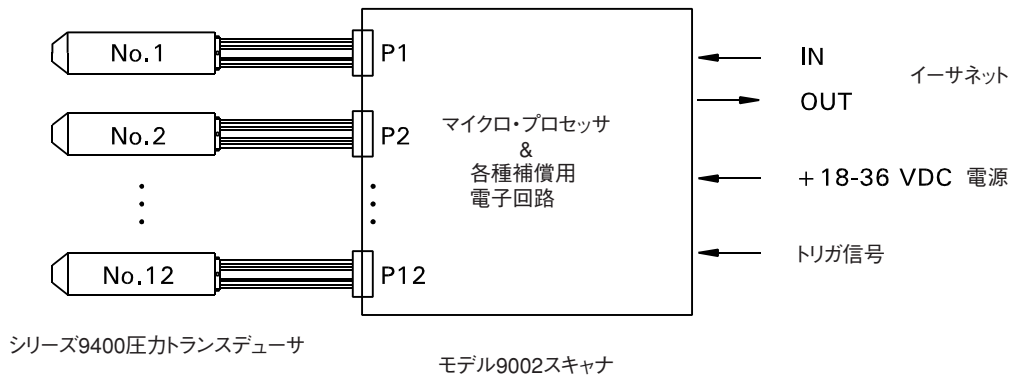 No.1
P1
IN
イーサネット
OUT
No.2
P2
マイクロ・プロセッサ
&
各種補償用
電子回路
+18-36 VDC 電源
トリガ信号
No.12
P12
シリーズ9400圧力トランスデューサ
モデル9002スキャナ